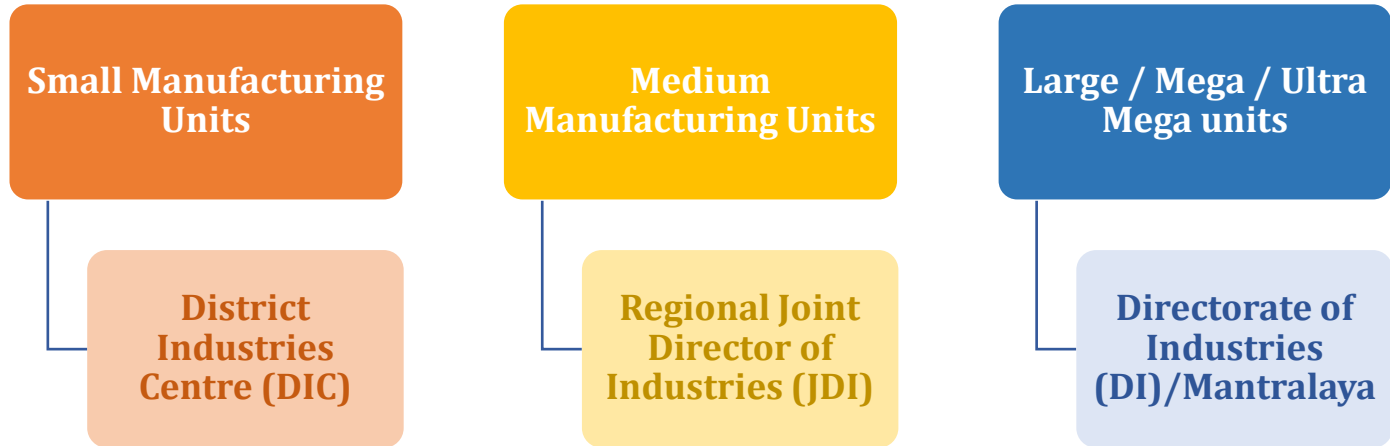 Small Manufacturing
Units
Medium
Manufacturing Units
Large / Mega / Ultra
Mega units
District
Industries
Centre (DIC)
Regional Joint
Director of
Industries (JDI)
Directorate of
Industries
(DI)/Mantralaya